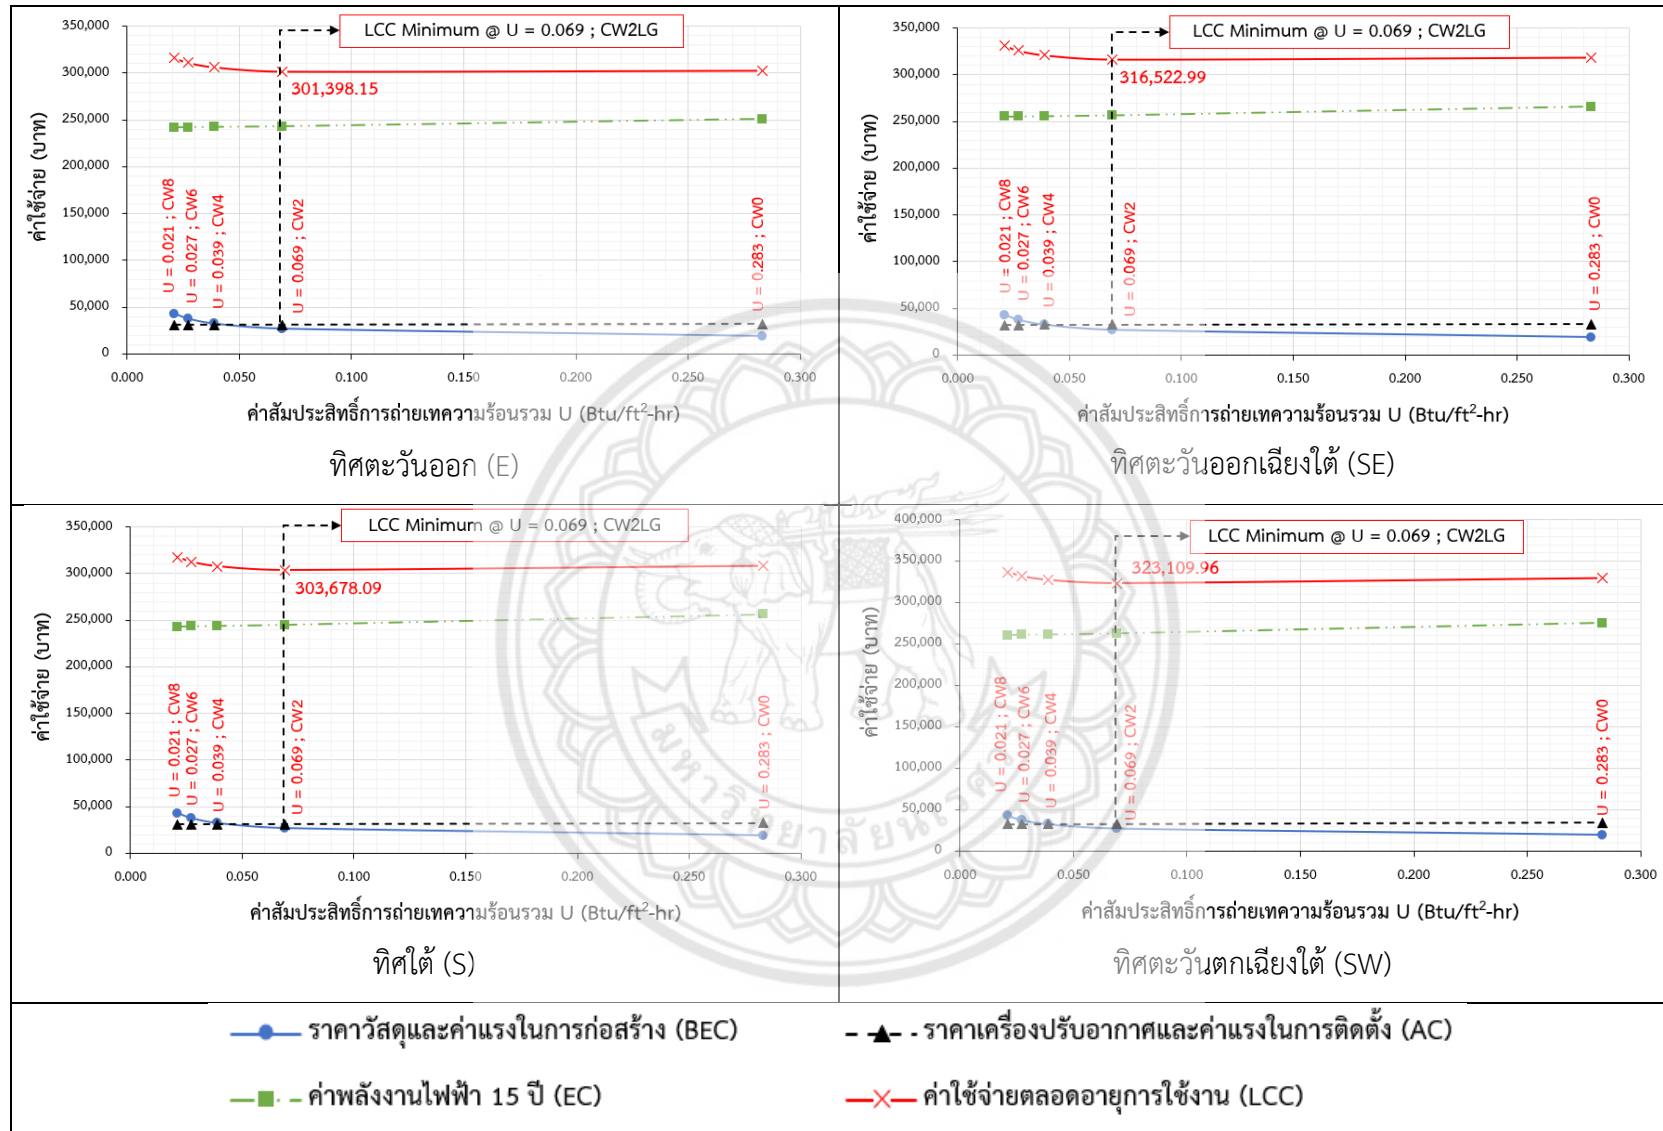 350,000
LCC Minimum @ U = 0.069 ; CW2LG
300,000
301,398.15
250,000
200,000
150,000
100,000
50,000
0
ค่าใช้จ่าย (บาท)
U = 0.021 ; CW8
U = 0.027 ; CW6
U = 0.039 ; CW4
U = 0.069 ; CW2
U = 0.283 ; CW0
0.000 0.050 0.100 0.150 0.200 0.250 0.300
ค่าสัมประสิทธิ์การถ่ายเทความร้อนรวม U (Btu/ft²-hr)
ทิศตะวันออก (E)
350,000
LCC Minimum @ U = 0.069 ; CW2LG
300,000
316,522.99
250,000
200,000
150,000
100,000
50,000
0
ค่าใช้จ่าย (บาท)
U = 0.021 ; CW8
U = 0.027 ; CW6
U = 0.039 ; CW4
U = 0.069 ; CW2
U = 0.283 ; CW0
0.000 0.050 0.100 0.150 0.200 0.250 0.300
ค่าสัมประสิทธิ์การถ่ายเทความร้อนรวม U (Btu/ft²-hr)
ทิศตะวันออกเฉียงใต้ (SE)
350,000
LCC Minimum @ U = 0.069 ; CW2LG
300,000
303,678.09
250,000
200,000
150,000
100,000
50,000
0
ค่าใช้จ่าย (บาท)
U = 0.021 ; CW8
U = 0.027 ; CW6
U = 0.039 ; CW4
U = 0.069 ; CW2
U = 0.283 ; CW0
0.000 0.050 0.100 0.150 0.200 0.250 0.300
ค่าสัมประสิทธิ์การถ่ายเทความร้อนรวม U (Btu/ft²-hr)
ทิศใต้ (S)
400,000
LCC Minimum @ U = 0.069 ; CW2LG
350,000
323,109.96
300,000
250,000
200,000
150,000
100,000
50,000
0
ค่าใช้จ่าย (บาท)
U = 0.021 ; CW8
U = 0.027 ; CW6
U = 0.039 ; CW4
U = 0.069 ; CW2
U = 0.283 ; CW0
0.000 0.050 0.100 0.150 0.200 0.250 0.300
ค่าสัมประสิทธิ์การถ่ายเทความร้อนรวม U (Btu/ft²-hr)
ทิศตะวันตกเฉียงใต้ (SW)
มหาวิทยาลัยนเรศวร
ราคาวัสดุและค่าแรงในการก่อสร้าง (BEC)
ราคาเครื่องปรับอากาศและค่าแรงในการติดตั้ง (AC)
ค่าพลังงานไฟฟ้า 15 ปี (EC)
ค่าใช้จ่ายตลอดอายุการใช้งาน (LCC)